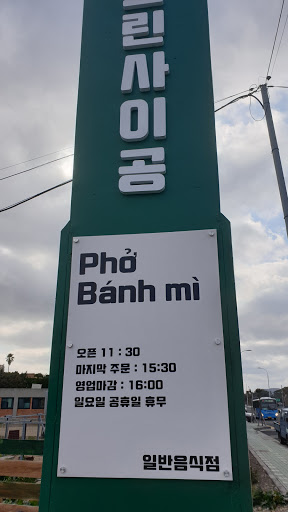 린사이공
Phở
Bánh mì
오픈 11 : 30
마지막 주문 : 15:30
영업마감 : 16:00
일요일 공휴일 휴무
일반음식점